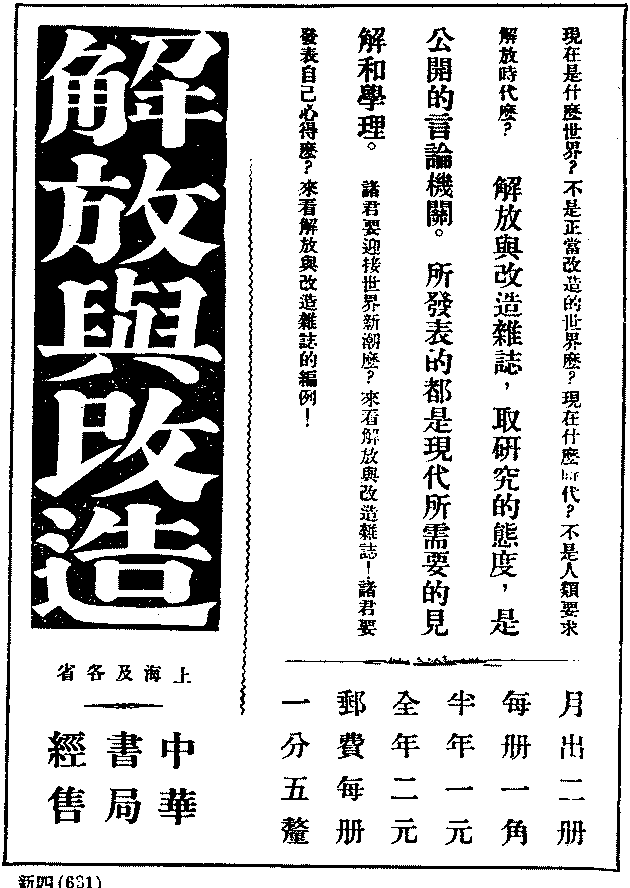 現在是什麼世界？不是正當改造的世界麼？現在什麼時代？不是人類要求
解放時代麼？　解放與改造雜誌，取研究的態度，是
公開的言論機關。所發表的都是現代所需要的見
解和學理。　諸君要迎接世界新潮麼？來看解放與改造雜誌！諸君要
發表自己心得麼？來看解放與改造雜誌的編例！
月出二册
每册一角
半年一元
全年二元
郵費每册
一分五釐
解放與改造
上海及各省
中華
書局
經售
新四(631)